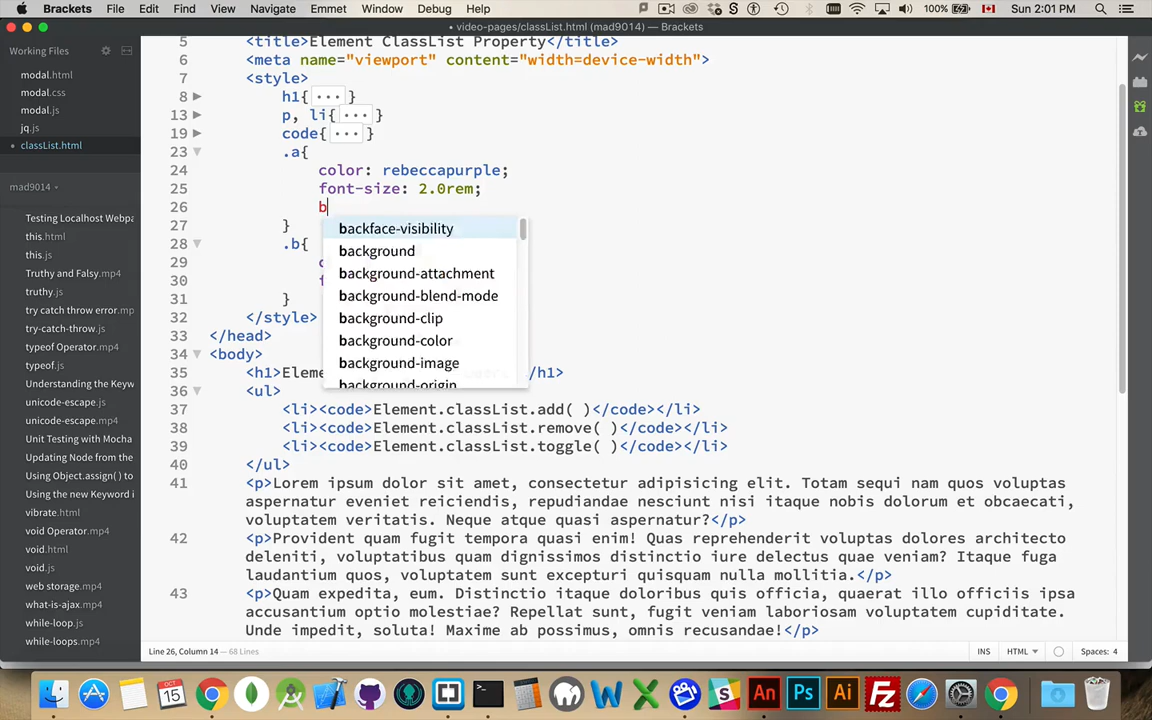 Brackets File Edit Find View Navigate Emmet Window Debug Help 100% Sun 2:01 PM
• video-pages/classList.html (mad9014) — Brackets
Working Files
modal.html
modal.css
modal.js
jq.js
• classList.html
mad9014
Testing Localhost Webpa
this.html
this.js
Truthy and Falsy.mp4
truthy.js
try catch throw error.mp
try-catch-throw.js
typeof Operator.mp4
typeof.js
Understanding the Keyw
unicode-escape.js
unicode-escape.mp4
Unit Testing with Mocha
Updating Node from the
Using Object.assign( ) to
Using the new Keyword i
vibrate.html
void Operator.mp4
void.html
void.js
web storage.mp4
what-is-ajax.mp4
while-loop.js
while-loops.mp4
5 <title>Element ClassList Property</title>
6 <meta name="viewport" content="width=device-width">
7 <style>
8 h1{ ... }
13 p, li{ ... }
19 code{ ... }
23 .a{
24 color: rebeccapurple;
25 font-size: 2.0rem;
26 b
27 }
28 .b{
29
30
31 }
32 </style>
33 </head>
34 <body>
35 <h1>Elem /h1>
36 <ul>
37 <li><code>Element.classList.add( )</code></li>
38 <li><code>Element.classList.remove( )</code></li>
39 <li><code>Element.classList.toggle( )</code></li>
40 </ul>
41 <p>Lorem ipsum dolor sit amet, consectetur adipisicing elit. Totam sequi nam quos voluptas
aspernatur eveniet reiciendis, repudiandae nesciunt nisi itaque nobis dolorum et obcaecati,
voluptatem veritatis. Neque atque quasi aspernatur?</p>
42 <p>Provident quam fugit tempora quasi enim! Quas reprehenderit voluptas dolores architecto
deleniti, voluptatibus quam dignissimos distinctio iure delectus quae veniam? Itaque fuga
laudantium quos, voluptatem sunt excepturi quisquam nulla mollitia.</p>
43 <p>Quam expedita, eum. Distinctio itaque doloribus quis officia, quaerat illo officiis ipsa
accusantium optio molestiae? Repellat sunt, fugit veniam laboriosam voluptatem cupiditate.
Unde impedit, soluta! Maxime ab possimus, omnis recusandae!</p>
backface-visibility
background
background-attachment
background-blend-mode
background-clip
background-color
background-image
background-origin
Line 26, Column 14 — 68 Lines
INS HTML Spaces: 4
OCT 15 An Ps Ai Fz